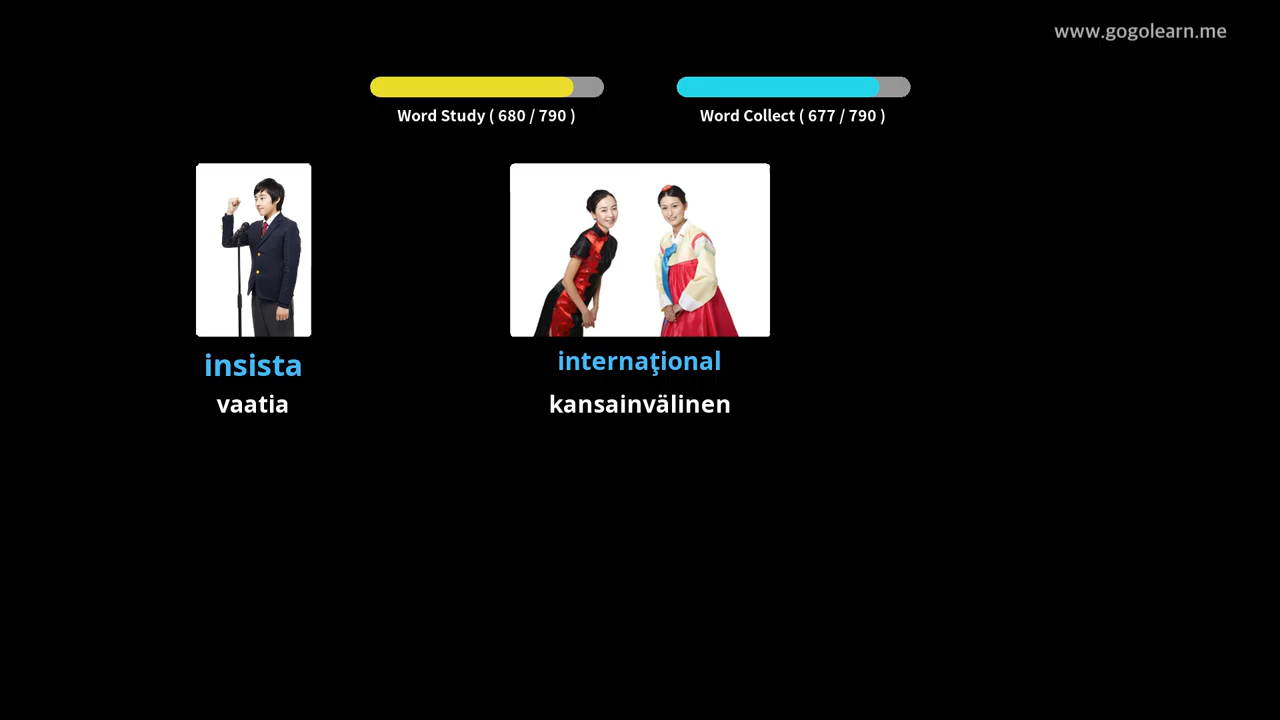 www.gogolearn.me
Word Study ( 680 / 790 )
Word Collect ( 677 / 790 )
insista
vaatia
internaţional
kansainvälinen